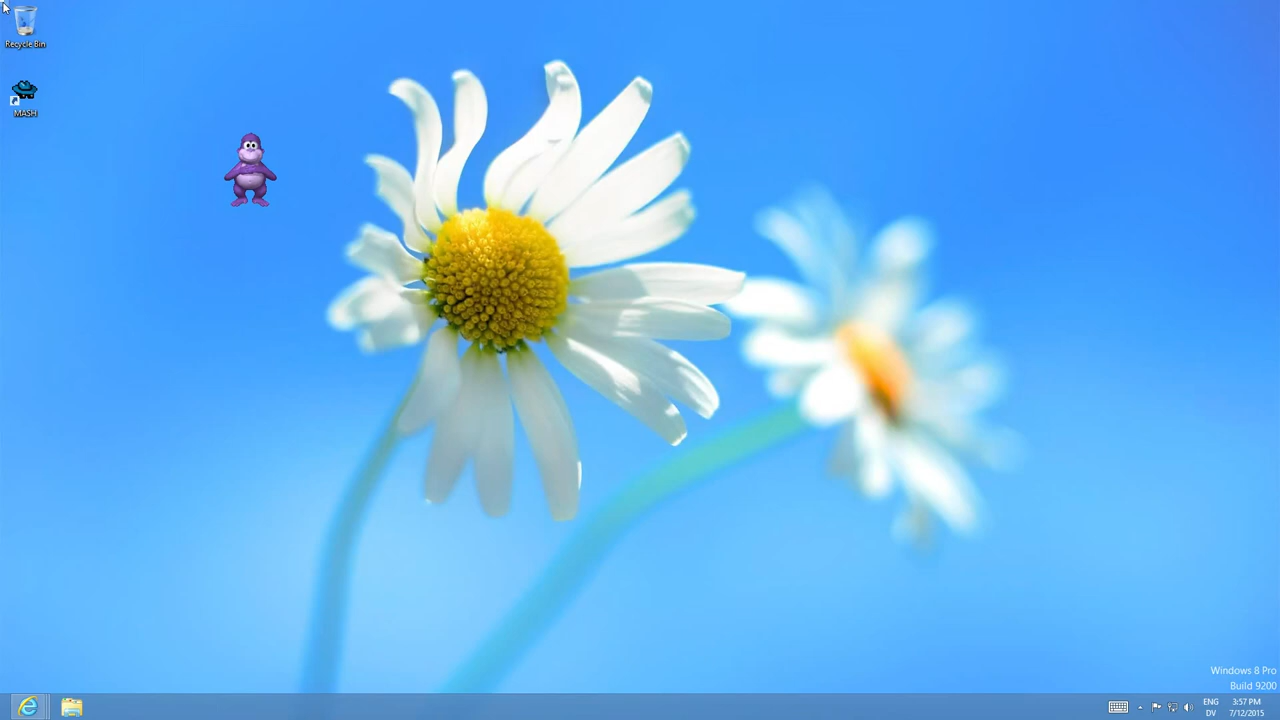 Recycle Bin
MASH
Windows 8 Pro
Build 9200
ENG
DV
3:57 PM
7/12/2015